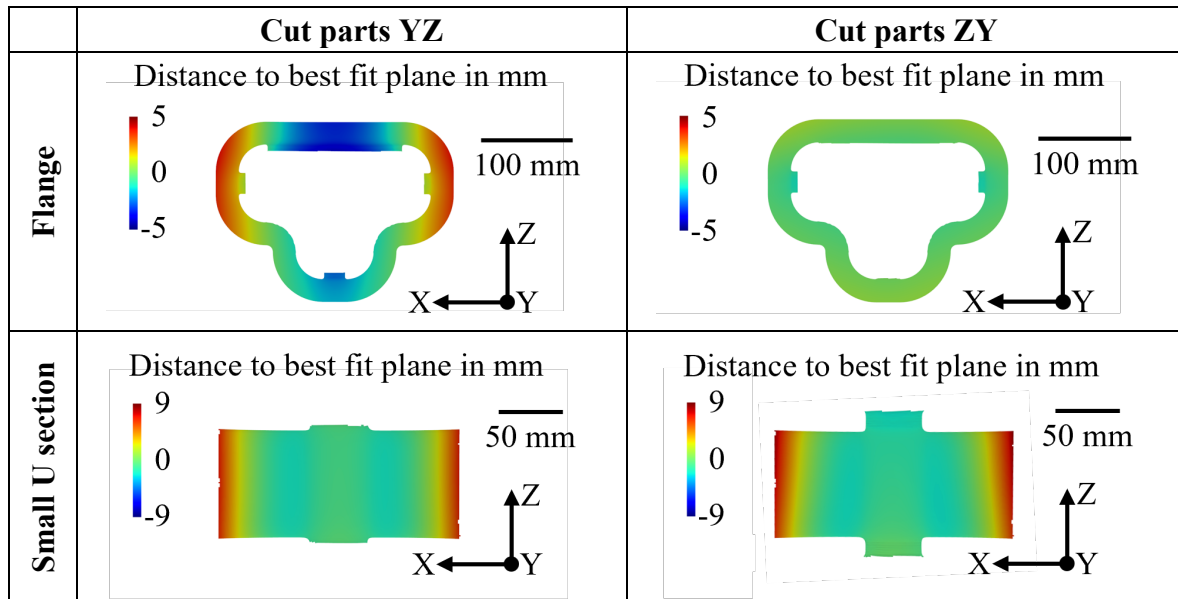 Cut parts YZ
Cut parts ZY
Flange
Distance to best fit plane in mm
5
0
-5
100 mm
Z
X
Y
Distance to best fit plane in mm
5
0
-5
100 mm
Z
X
Y
Small U section
Distance to best fit plane in mm
9
0
-9
50 mm
Z
X
Y
Distance to best fit plane in mm
9
0
-9
50 mm
Z
X
Y